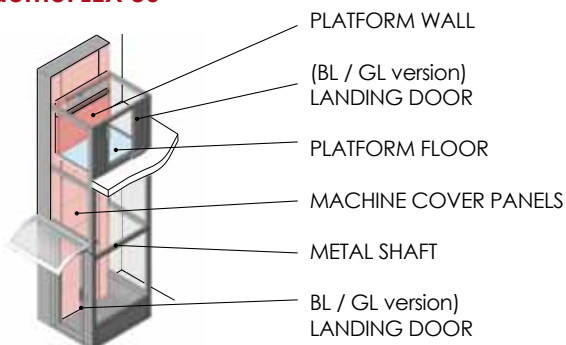 PLATFORM WALL
(BL / GL version)
LANDING DOOR
PLATFORM FLOOR
MACHINE COVER PANELS
METAL SHAFT
BL / GL version)
LANDING DOOR